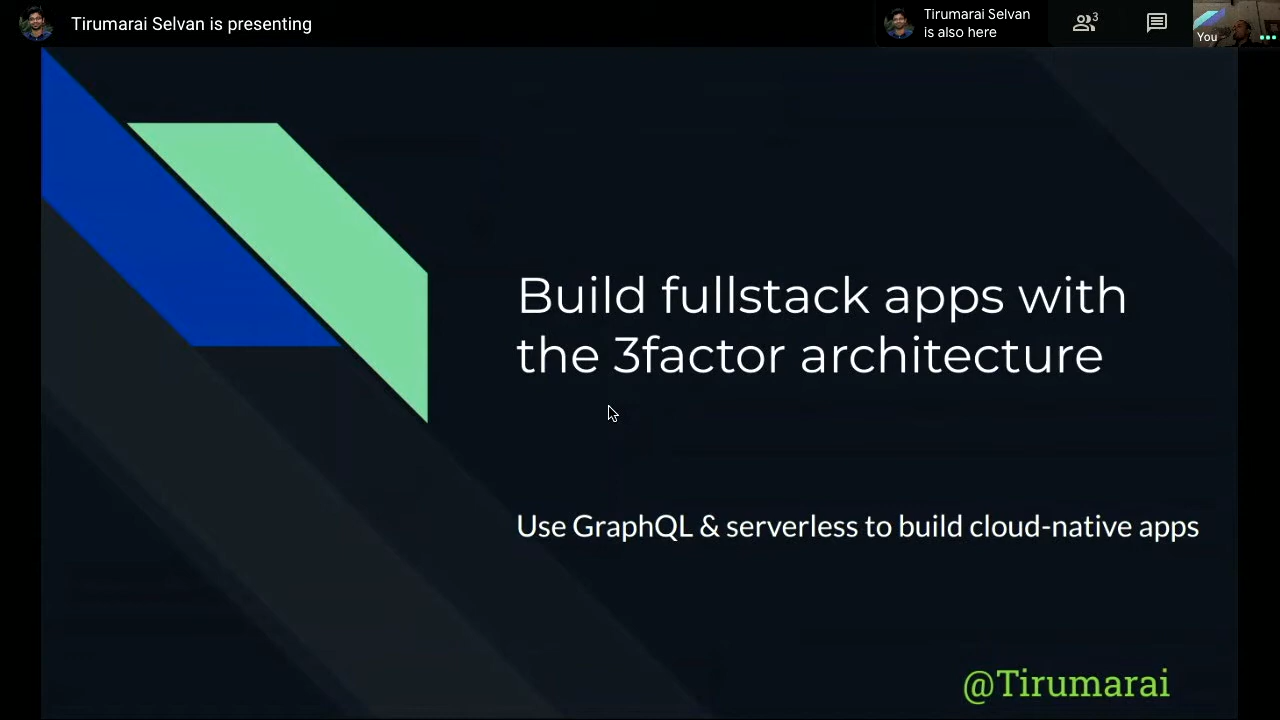 Tirumarai Selvan is presenting
Tirumarai Selvan
is also here
3
You
Build fullstack apps with
the 3factor architecture
Use GraphQL & serverless to build cloud-native apps
@Tirumarai